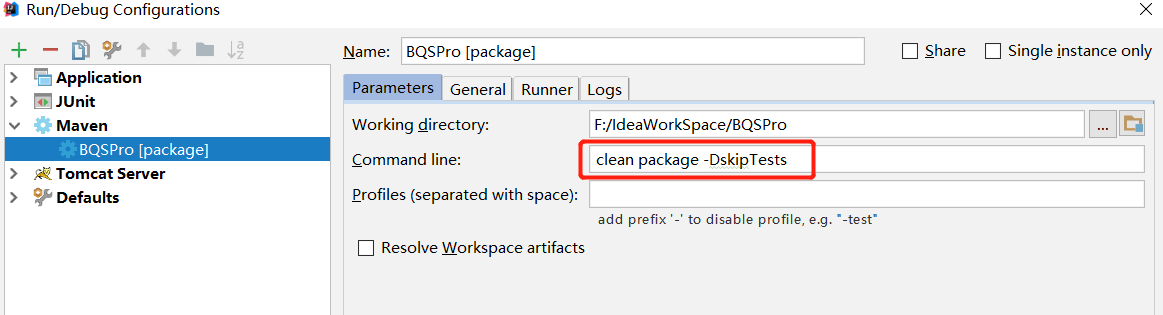 Run/Debug Configurations
Name: BQSPro [package] Share Single instance only
Application
JUnit
Maven
BQSPro [package]
Tomcat Server
Defaults
Parameters General Runner Logs
Working directory: F:/IdeaWorkSpace/BQSPro ...
Command line: clean package -DskipTests
Profiles (separated with space):
add prefix '-' to disable profile, e.g. "-test"
Resolve Workspace artifacts